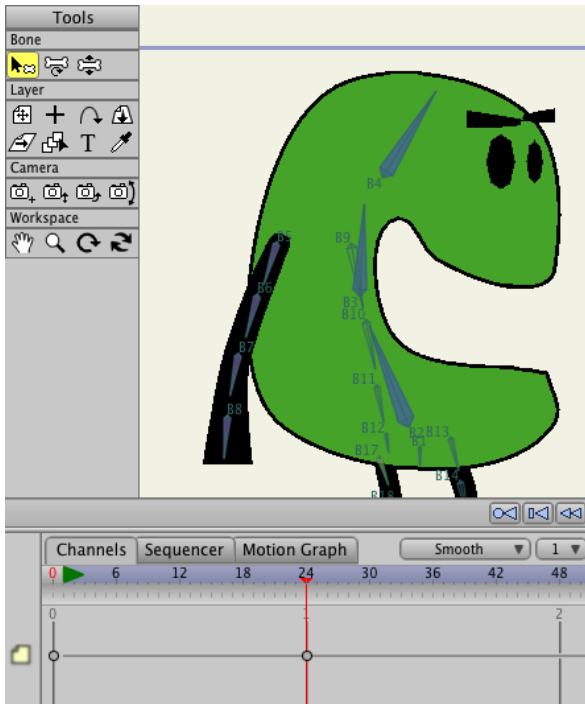 Tools
Bone
Layer
T
Camera
Workspace
B4
B5
B9
B6
B3
B10
B7
B11
B8
B12
B2
B13
B1
B17
B14
B18
Channels Sequencer Motion Graph Smooth 1
0 6 12 18 24 30 36 42 48
0 1 2